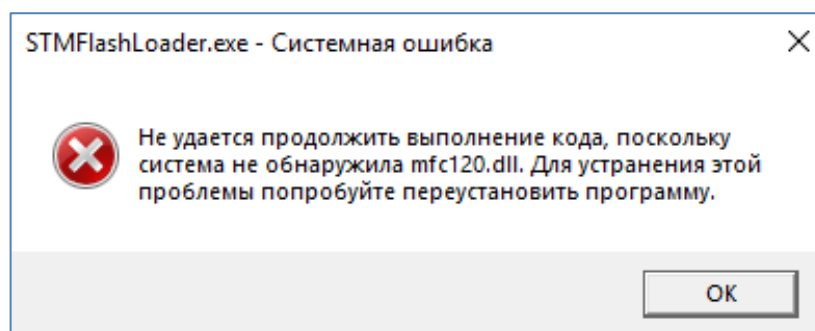 STMFlashLoader.exe - Системная ошибка
Не удается продолжить выполнение кода, поскольку
система не обнаружила mfc120.dll. Для устранения этой
проблемы попробуйте переустановить программу.
ОК